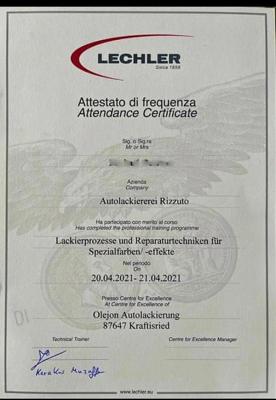 LECHLER
Since 1858
Attestato di frequenza
Attendance Certificate
Sig. o Sig.ra
Mr or Mrs
Azienda
Company
Autolackiererei Rizzuto
Ha partecipato con merito al corso
Has completed the professional training programme
Lackierprozesse und Reparaturtechniken für
Spezialfarben/ -effekte
Nel periodo
On
20.04.2021- 21.04.2021
Presso Centre for Excellence
At Centre for Excellence of
Olejon Autolackierung
87647 Kraftisried
Technical Trainer
Centre for Excellence Manager
www.lechler.eu